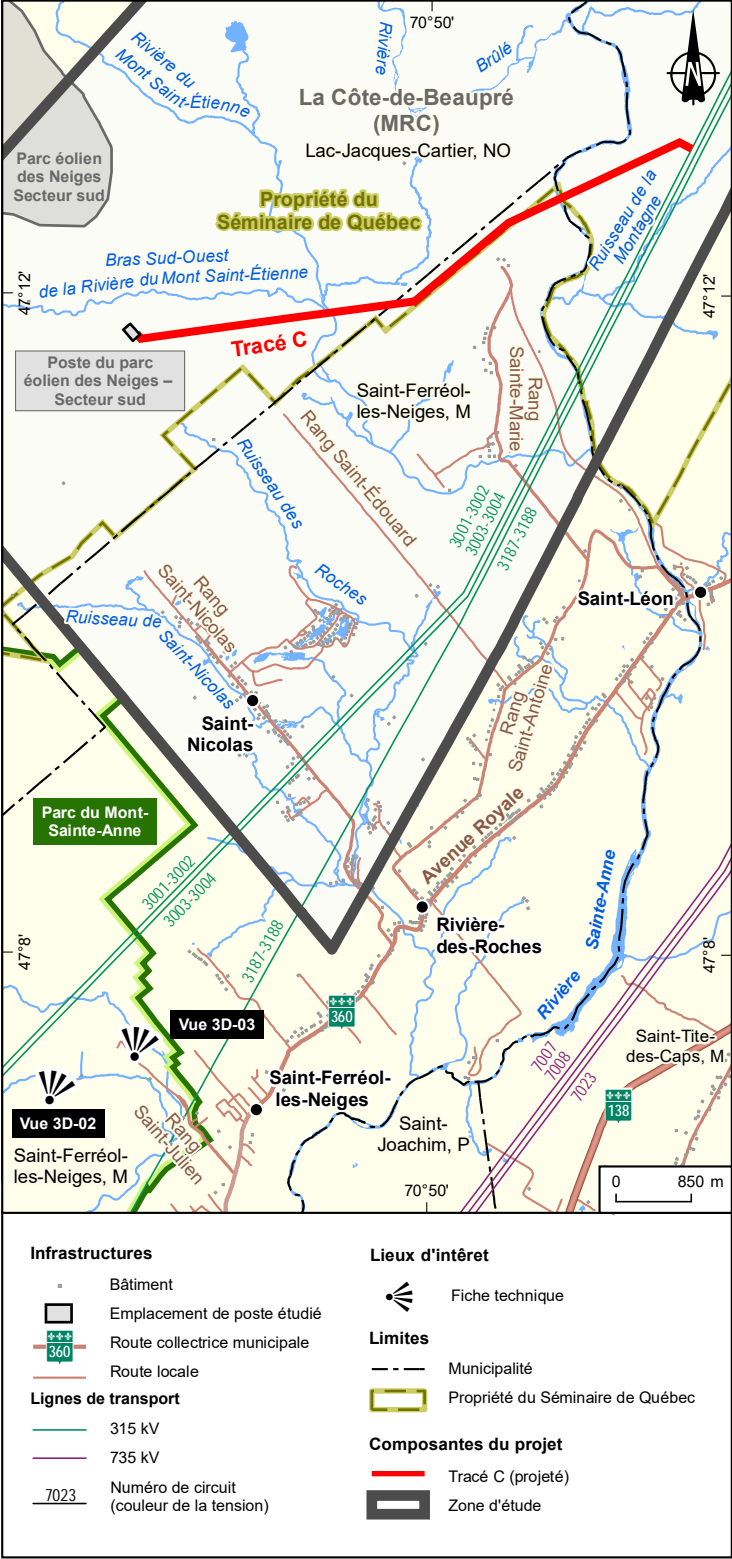 70°50'
Rivière du
Mont Saint-Étienne
Rivière
Brûlé
N
La Côte-de-Beaupré
(MRC)
Lac-Jacques-Cartier, NO
Parc éolien
des Neiges
Secteur sud
Propriété du
Séminaire de Québec
Ruisseau de la
Montagne
Bras Sud-Ouest
de la Rivière du Mont Saint-Étienne
47°12'
47°12'
Tracé C
Poste du parc
éolien des Neiges –
Secteur sud
Saint-Ferréol-
les-Neiges, M
Rang
Sainte-Marie
Rang Saint-Édouard
Ruisseau des
Roches
3001-3002
3003-3004
3187-3188
Rang
Saint-Nicolas
Ruisseau de
Saint-Nicolas
Saint-Léon
Saint-
Nicolas
Rang
Saint-Antoine
Parc du Mont-
Sainte-Anne
Avenue Royale
3001-3002
3003-3004
3187-3188
Rivière-
des-Roches
Rivière
Sainte-Anne
47°8'
47°8'
360
Vue 3D-03
Vue 3D-02
Saint-Ferréol-
les-Neiges, M
Rang
Saint-Julien
Saint-Ferréol-
les-Neiges
Saint-
Joachim, P
7007
7008
7023
Saint-Tite-
des-Caps, M
138
0 850 m
70°50'
Infrastructures
Bâtiment
Emplacement de poste étudié
360
Route collectrice municipale
Route locale
Lignes de transport
315 kV
735 kV
7023
Numéro de circuit
(couleur de la tension)
Lieux d'intêret
Fiche technique
Limites
Municipalité
Propriété du Séminaire de Québec
Composantes du projet
Tracé C (projeté)
Zone d'étude